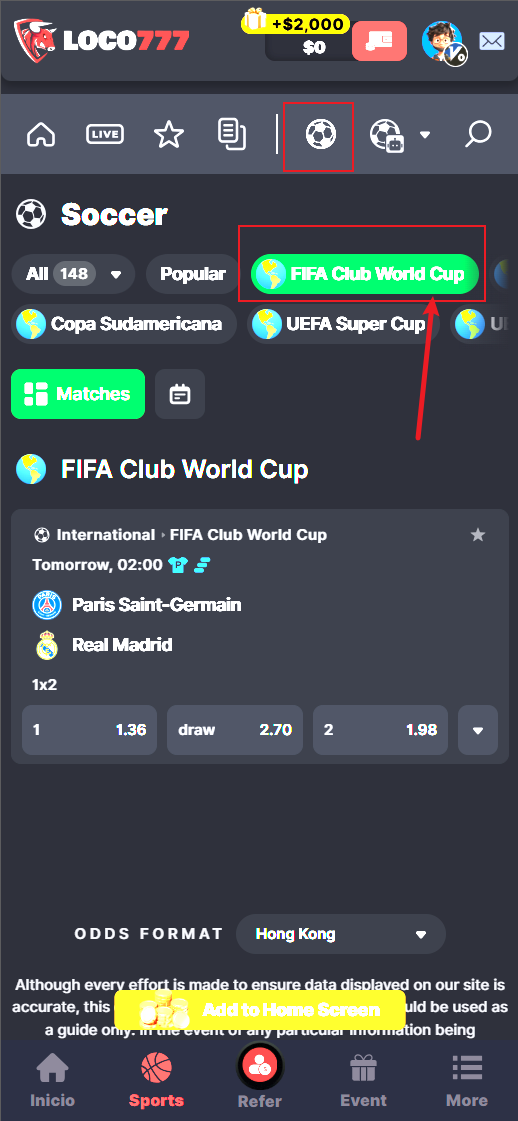 LOCO777
+$2,000
$0
V0
LIVE
Soccer
All 148
Popular
FIFA Club World Cup
Copa Sudamericana
UEFA Super Cup
Matches
FIFA Club World Cup
International • FIFA Club World Cup
Tomorrow, 02:00 P
Paris Saint-Germain
Real Madrid
1x2
1 1.36 draw 2.70 2 1.98
ODDS FORMAT Hong Kong
Although every effort is made to ensure data displayed on our site is
accurate, this uld be used as
Add to Home Screen
a guide only. In the event of any particular information being
Inicio
Sports
Refer
Event
More